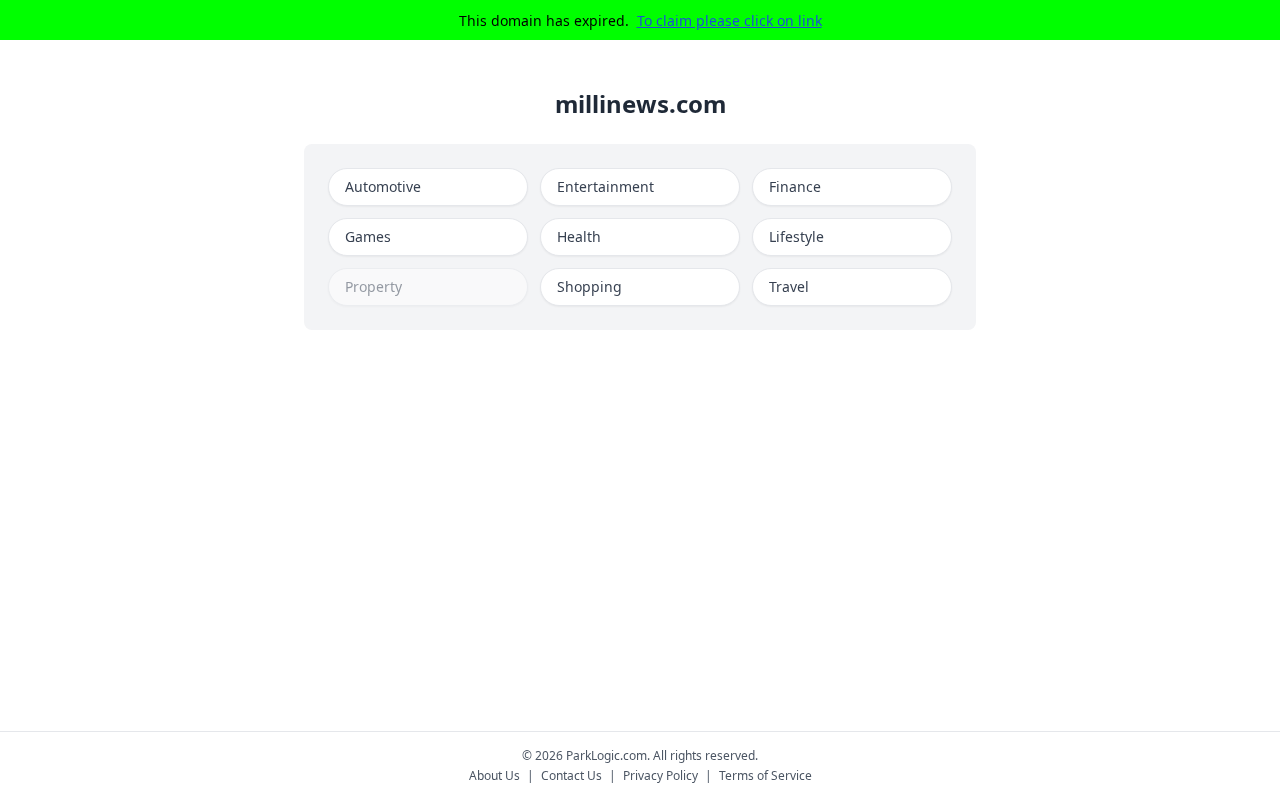 This domain has expired. To claim please click on link
millinews.com
Automotive
Entertainment
Finance
Games
Health
Lifestyle
Property
Shopping
Travel
© 2026 ParkLogic.com. All rights reserved.
About Us | Contact Us | Privacy Policy | Terms of Service